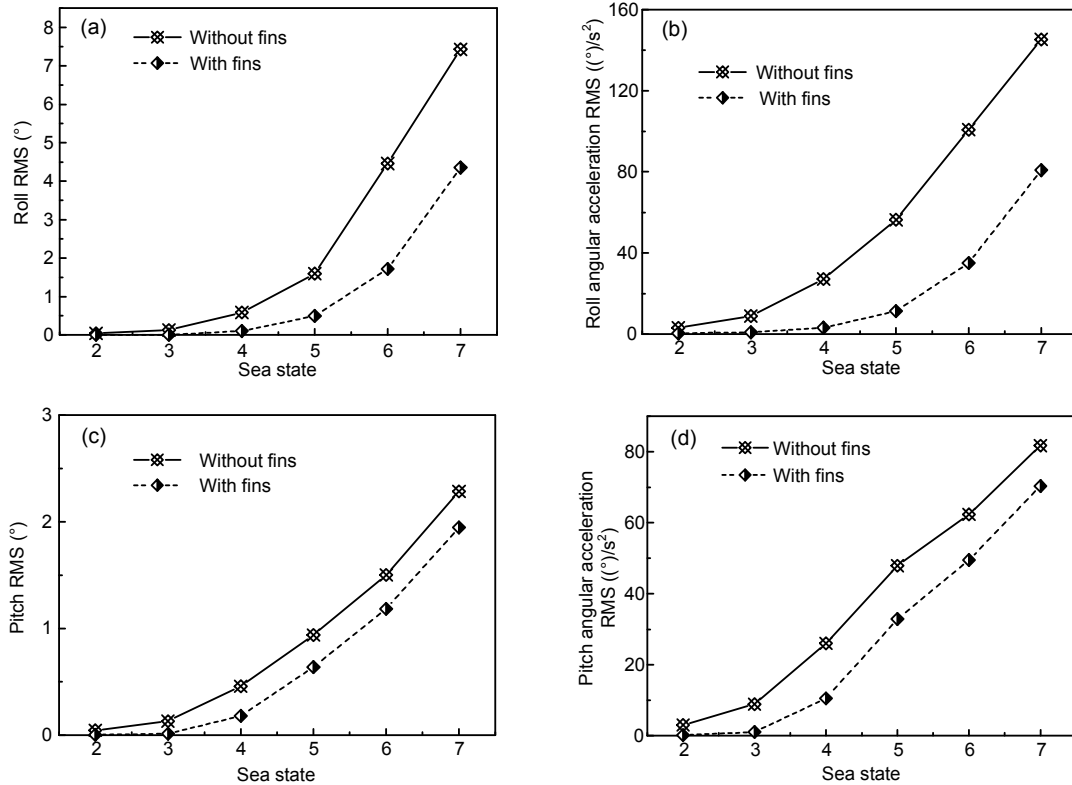 (a)
Without fins
With fins
8
7
6
5
4
3
2
1
0
Roll RMS (°)
2 3 4 5 6 7
Sea state
(b)
Without fins
With fins
160
120
80
40
0
Roll angular acceleration RMS ((°)/s²)
2 3 4 5 6 7
Sea state
(c)
Without fins
With fins
3
2
1
0
Pitch RMS (°)
2 3 4 5 6 7
Sea state
(d)
Without fins
With fins
80
60
40
20
0
Pitch angular acceleration
RMS ((°)/s²)
2 3 4 5 6 7
Sea state